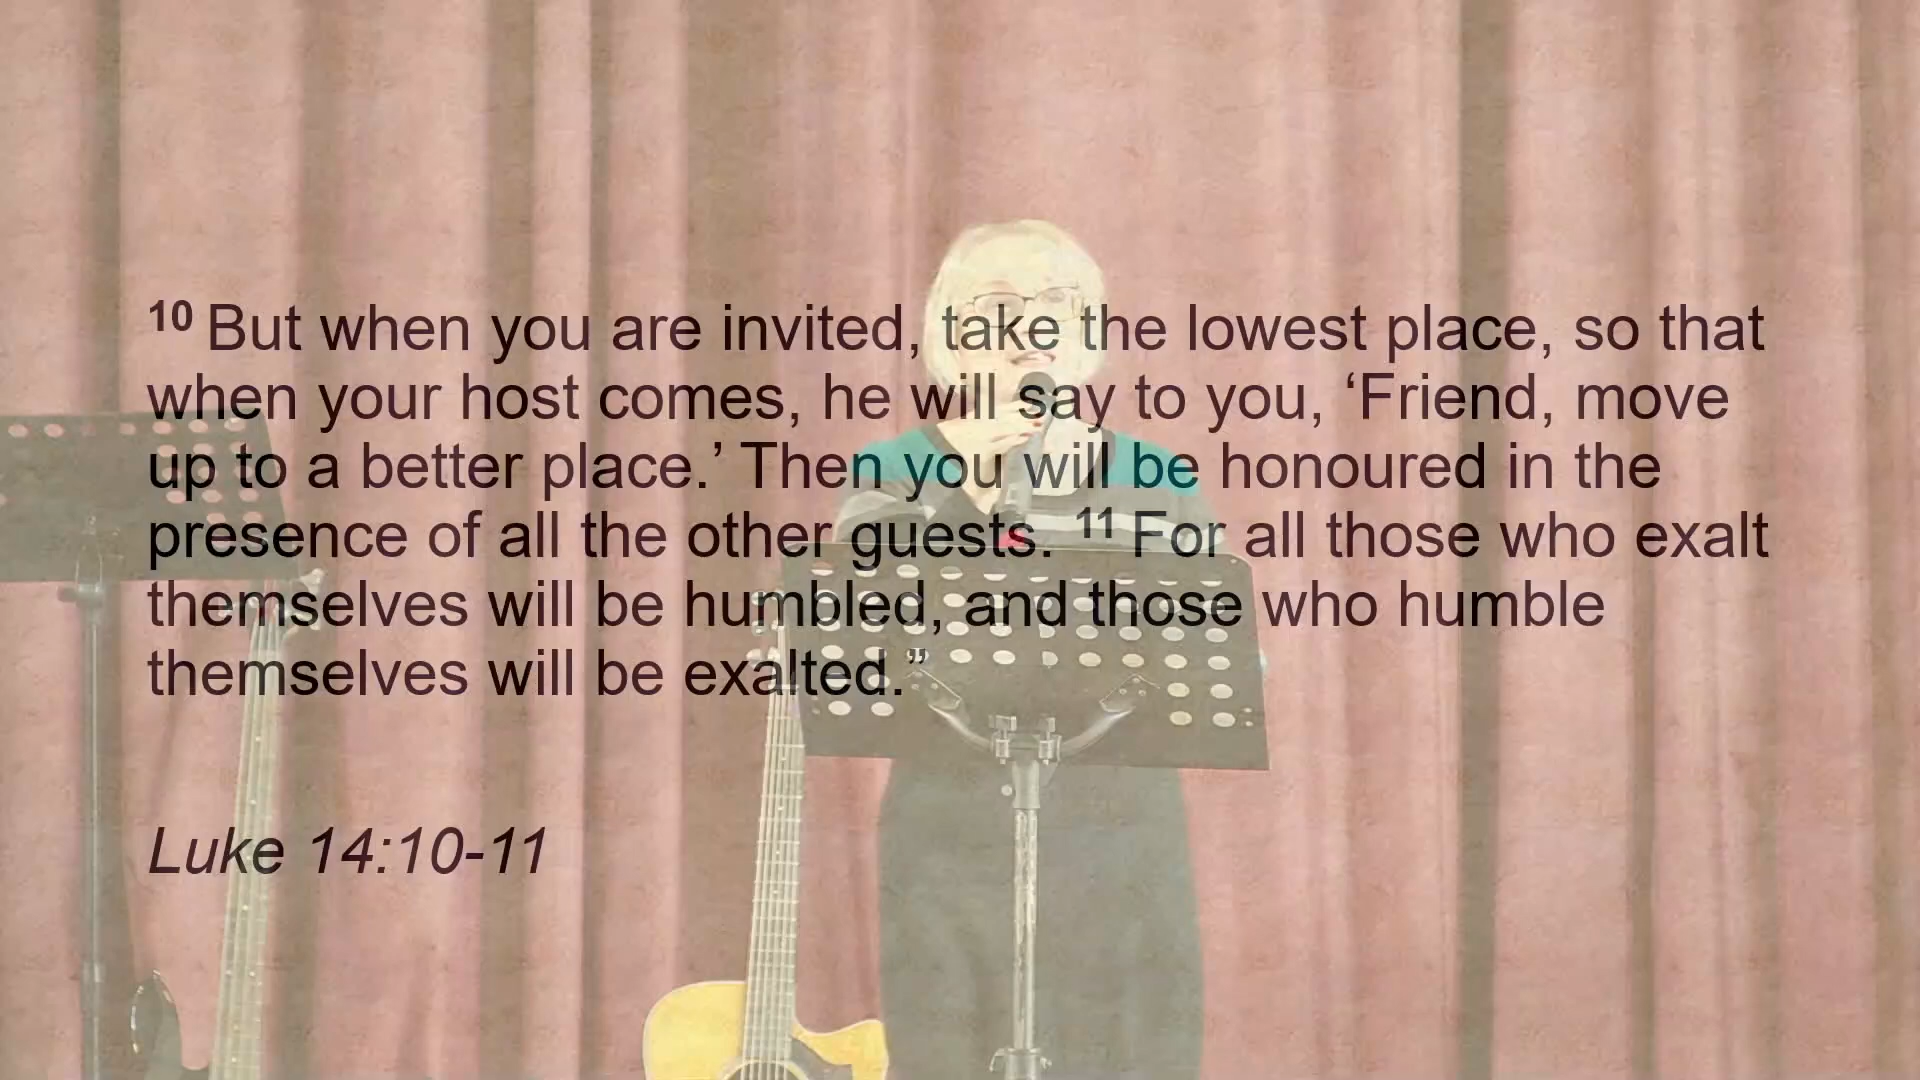 10 But when you are invited, take the lowest place, so that
when your host comes, he will say to you, ‘Friend, move
up to a better place.’ Then you will be honoured in the
presence of all the other guests. 11 For all those who exalt
themselves will be humbled, and those who humble
themselves will be exalted.”
Luke 14:10-11